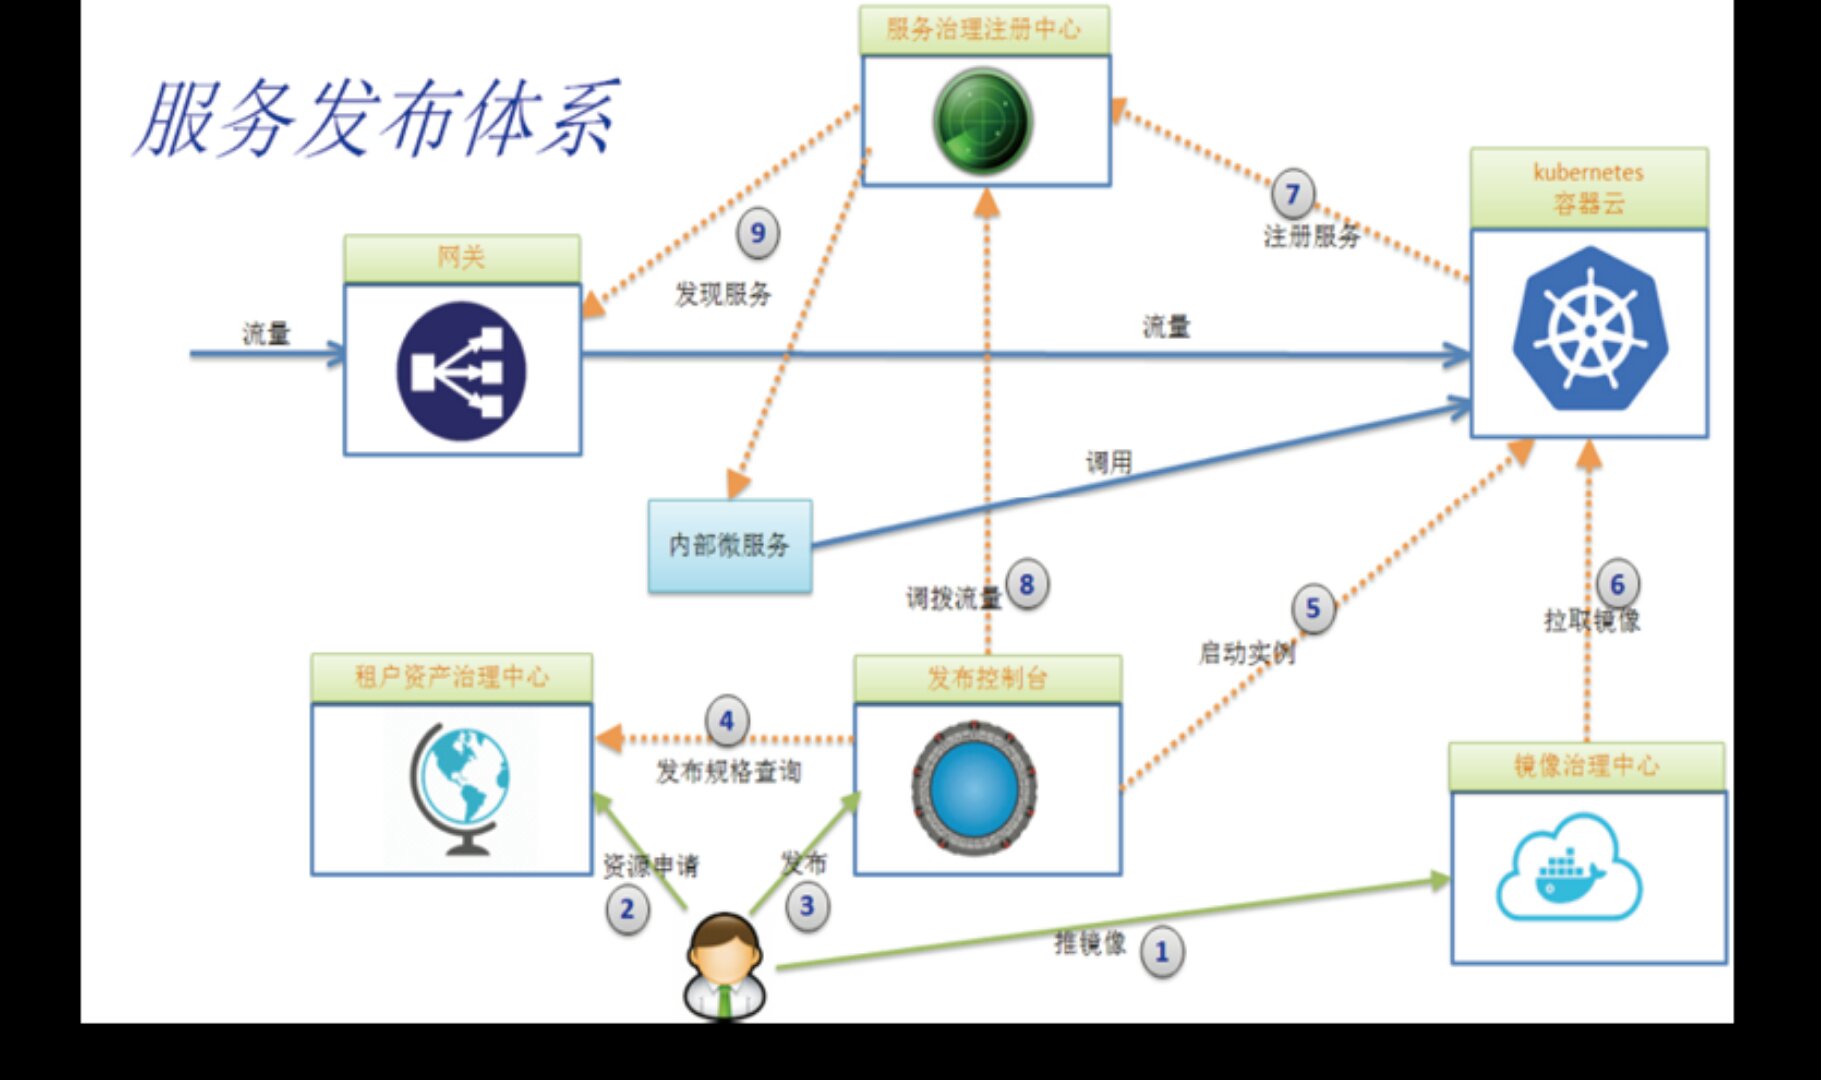 服务治理注册中心
服务发布体系
kubernetes
容器云
7
注册服务
9
发现服务
网关
流量
流量
调用
内部微服务
8
调拨流量
5
启动实例
6
拉取镜像
租户资产治理中心
发布控制台
4
发布规格查询
镜像治理中心
资源申请
2
发布
3
推镜像
1